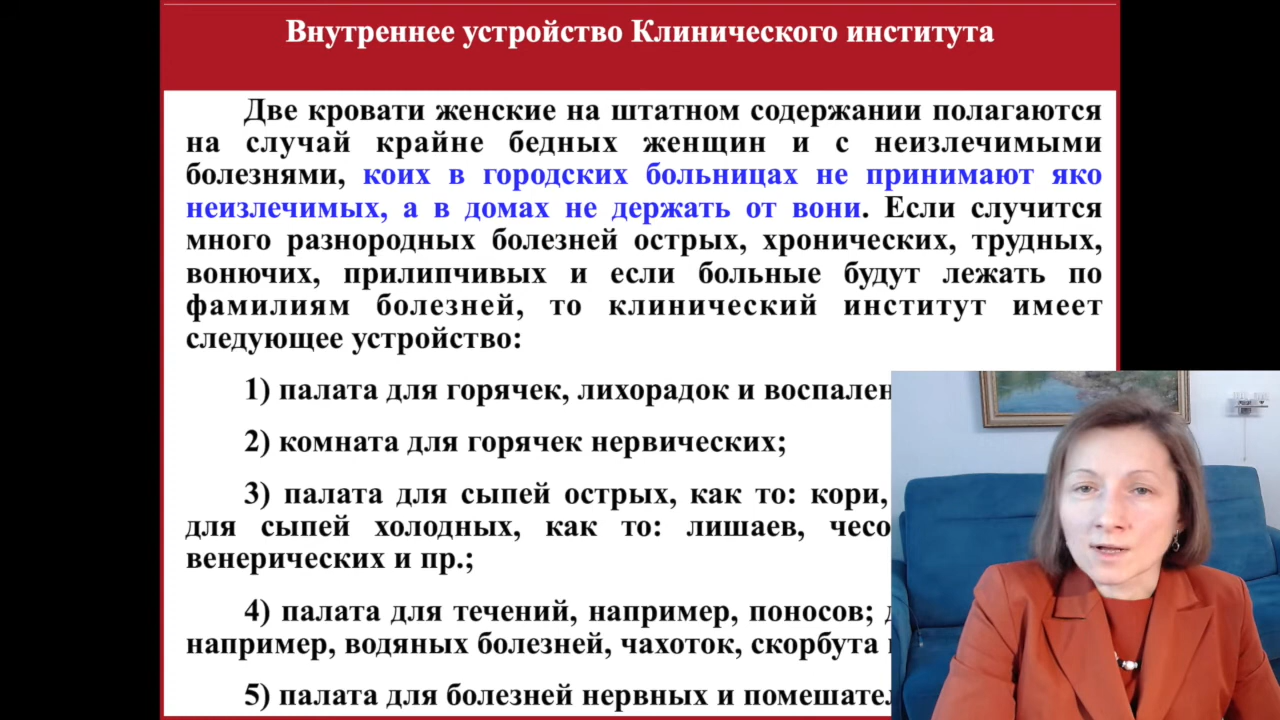 Внутреннее устройство Клинического института
Две кровати женские на штатном содержании полагаются
на случай крайне бедных женщин и с неизлечимыми
болезнями, коих в городских больницах не принимают яко
неизлечимых, а в домах не держать от вони. Если случится
много разнородных болезней острых, хронических, трудных,
вонючих, прилипчивых и если больные будут лежать по
фамилиям болезней, то клинический институт имеет
следующее устройство:
1) палата для горячек, лихорадок и
2) комната для горячек нервических;
3) палата для сыпей острых, как то: кори,
для сыпей холодных, как то: лишаев,
венерических и пр.;
4) палата для течений, например, поносов;
например, водяных болезней, чахоток, скорбута
5) палата для болезней нервных и